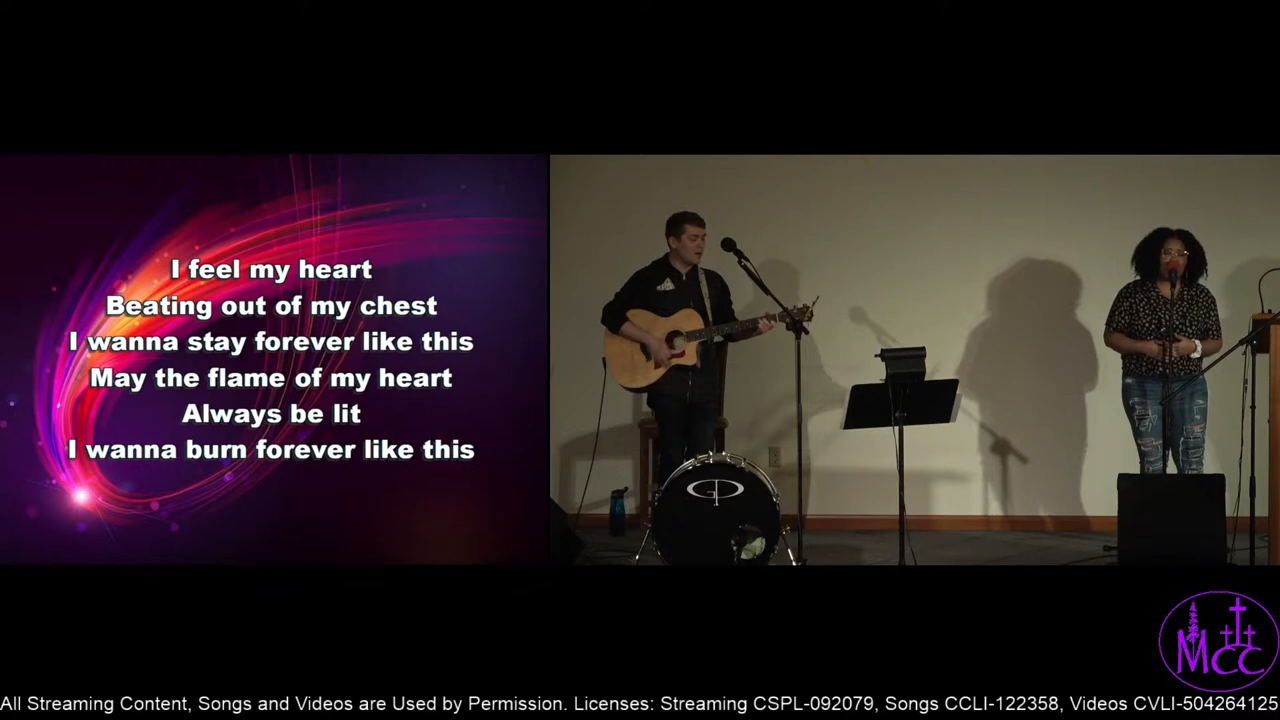 I feel my heart
Beating out of my chest
I wanna stay forever like this
May the flame of my heart
Always be lit
I wanna burn forever like this
GP
MCC
All Streaming Content, Songs and Videos are Used by Permission. Licenses: Streaming CSPL-092079, Songs CCLI-122358, Videos CVLI-504264125